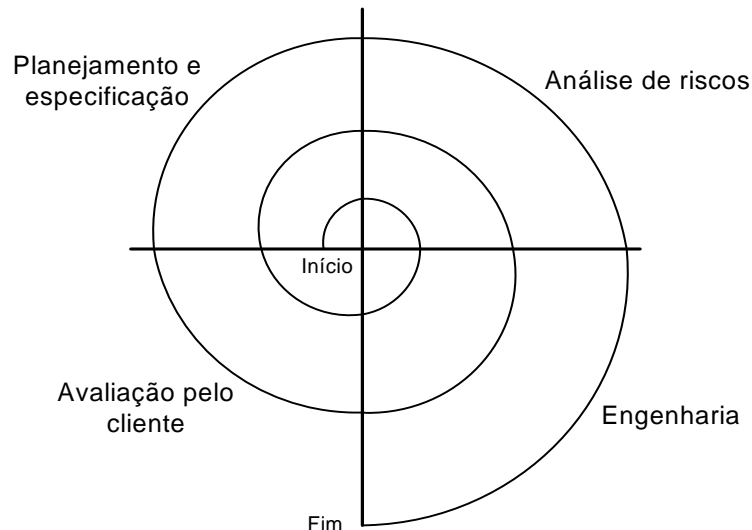 Planejamento e
especificação
Análise de riscos
Início
Avaliação pelo
cliente
Engenharia
Fim